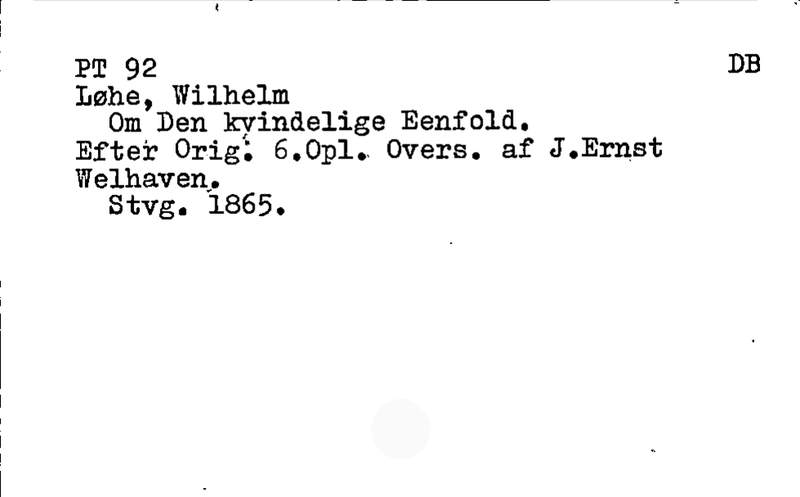 PT 92 DB
Løhe, Wilhelm
Om Den kvindelige Eenfold.
Efter Orig. 6.Opl. Overs. af J.Ernst
Welhaven.
Stvg. 1865.